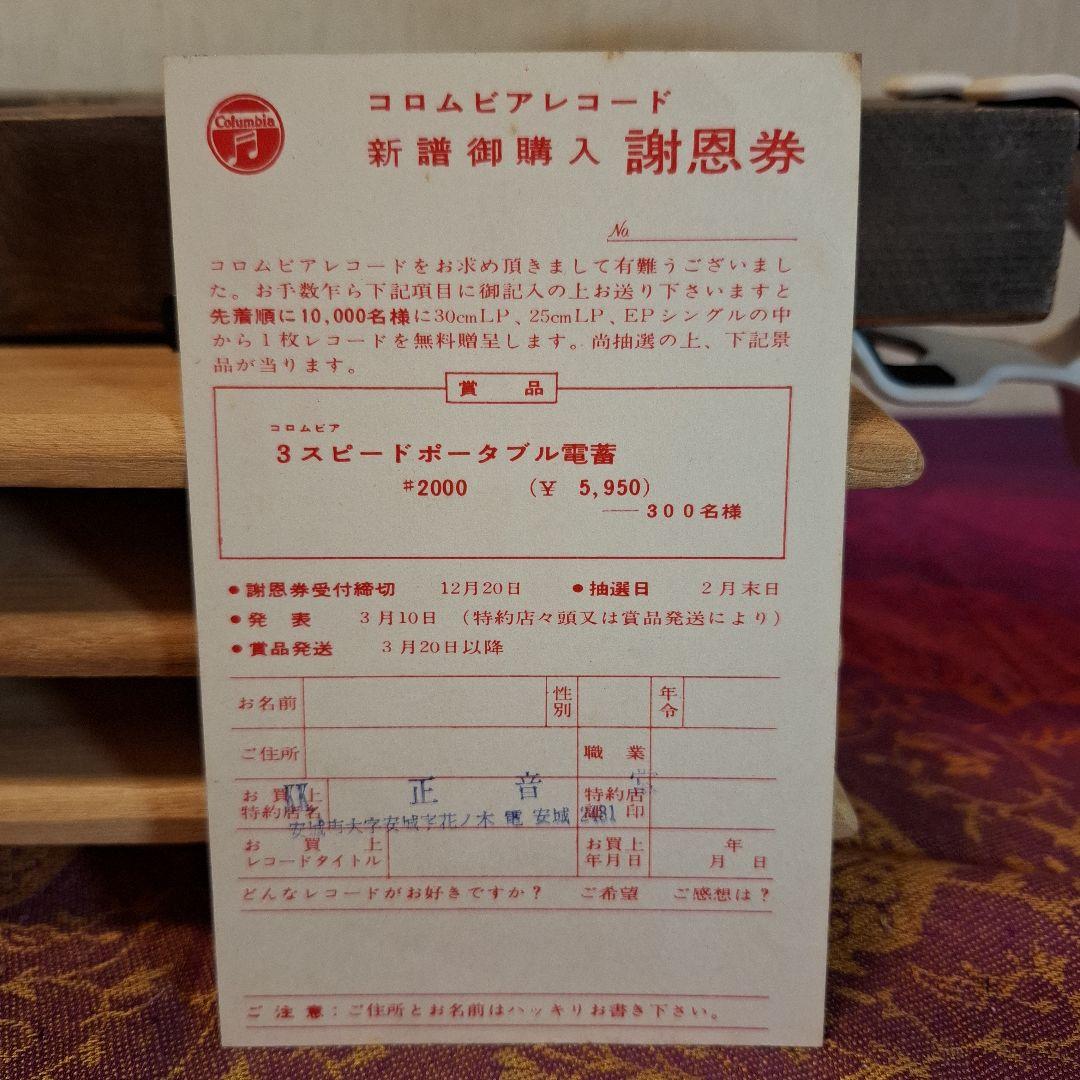 Columbia
コロムビアレコード
新譜御購入 謝恩券
No.
コロムビアレコードをお求め頂きまして有難うございまし
た。お手数乍ら下記項目に御記入の上お送り下さいますと
先着順に10,000名様に30cmLP、25cmLP、EPシングルの中
から1枚レコードを無料贈呈します。尚抽選の上、下記景
品が当ります。
賞 品
コロムビア
3スピードポータブル電蓄
#2000 (¥ 5,950)
── 300名様
●謝恩券受付締切 12月20日 ●抽選日 2月末日
●発表 3月10日 (特約店々頭又は賞品発送により)
●賞品発送 3月20日以降
お名前 性別 年令
ご住所 職業
お買上特約店名 KK 正音 特約店 印
安城市大字安城字花ノ木 電 安城 2481
お買上レコードタイトル お買上年月日 年月日
どんなレコードがお好きですか? ご希望 ご感想は?
ご注意:ご住所とお名前はハッキリお書き下さい。